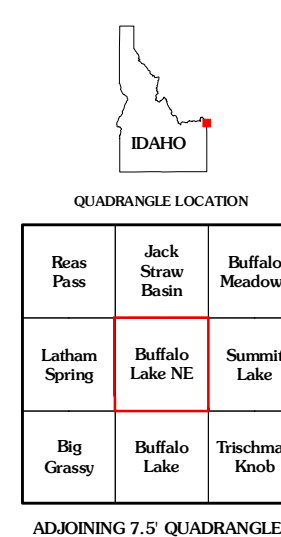 IDAHO
QUADRANGLE LOCATION
Reas
Pass
Jack
Straw
Basin
Buffalo
Meadow
Latham
Spring
Buffalo
Lake NE
Summit
Lake
Big
Grassy
Buffalo
Lake
Trischma
Knob
ADJOINING 7.5' QUADRANGLE